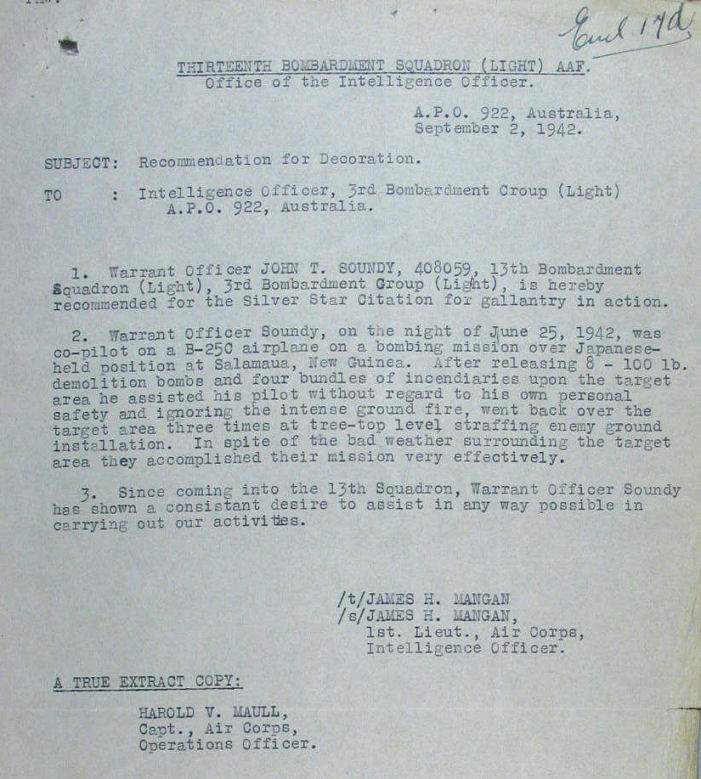 Encl 17d
THIRTEENTH BOMBARDMENT SQUADRON (LIGHT) AAF.
Office of the Intelligence Officer.
A.P.O. 922, Australia,
September 2, 1942.
SUBJECT: Recommendation for Decoration.
TO : Intelligence Officer, 3rd Bombardment Group (Light)
A.P.O. 922, Australia.
1. Warrant Officer JOHN T. SOUNDY, 408059, 13th Bombardment
Squadron (Light), 3rd Bombardment Group (Light), is hereby
recommended for the Silver Star Citation for gallantry in action.
2. Warrant Officer Soundy, on the night of June 25, 1942, was
co-pilot on a B-25C airplane on a bombing mission over Japanese-
held position at Salamaua, New Guinea. After releasing 8 - 100 lb.
demolition bombs and four bundles of incendiaries upon the target
area he assisted his pilot without regard to his own personal
safety and ignoring the intense ground fire, went back over the
target area three times at tree-top level straffing enemy ground
installation. In spite of the bad weather surrounding the target
area they accomplished their mission very effectively.
3. Since coming into the 13th Squadron, Warrant Officer Soundy
has shown a consistant desire to assist in any way possible in
carrying out our activities.
/t/JAMES H. MANGAN
/s/JAMES H. MANGAN,
1st. Lieut., Air Corps,
Intelligence Officer.
A TRUE EXTRACT COPY:
HAROLD V. MAULL,
Capt., Air Corps,
Operations Officer.